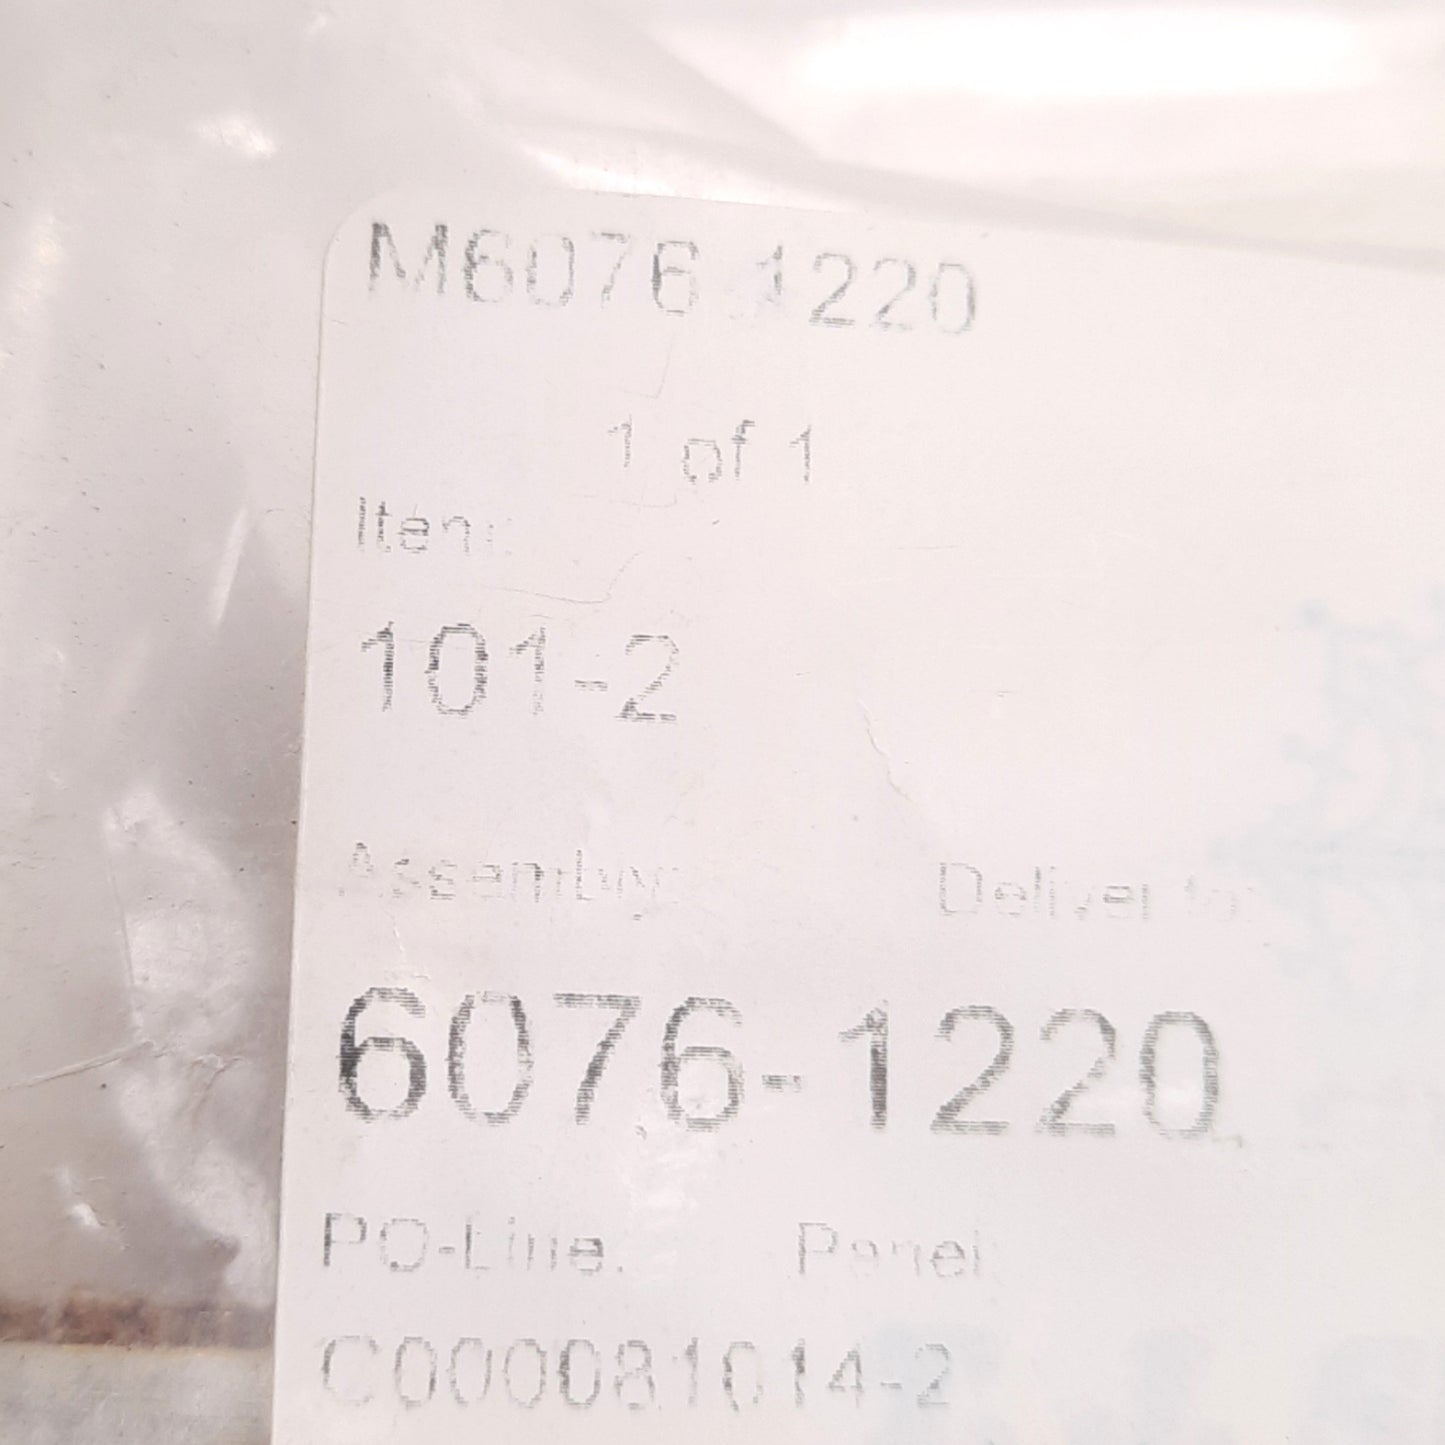 M6076-1220
1 of 1
Item:
101-2
Assembly: Deliver to:
6076-1220
PO-Line: Panel
C000081014-2